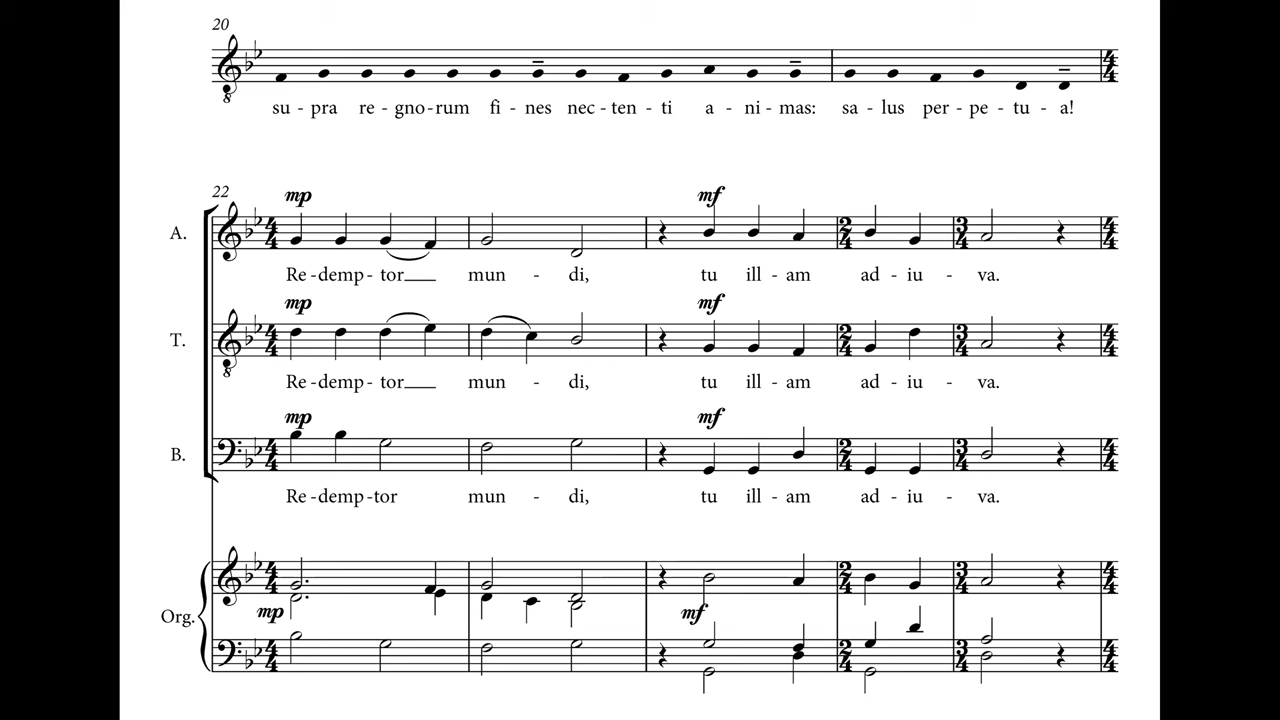 20
su - pra re - gno - rum fi - nes nec - ten - ti a - ni - mas: sa - lus per - pe - tu - a!
22
mp mf
A.
Re - demp - tor mun - di, tu ill - am ad - iu - va.
mp mf
T.
Re - demp - tor mun - di, tu ill - am ad - iu - va.
mp mf
B.
Re - demp - tor mun - di, tu ill - am ad - iu - va.
mp mf
Org.